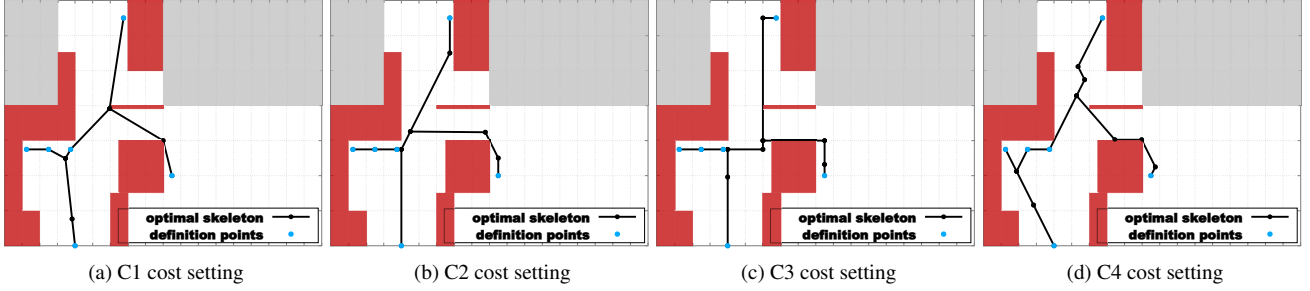 optimal skeleton
definition points
optimal skeleton
definition points
optimal skeleton
definition points
optimal skeleton
definition points
(a) C1 cost setting
(b) C2 cost setting
(c) C3 cost setting
(d) C4 cost setting